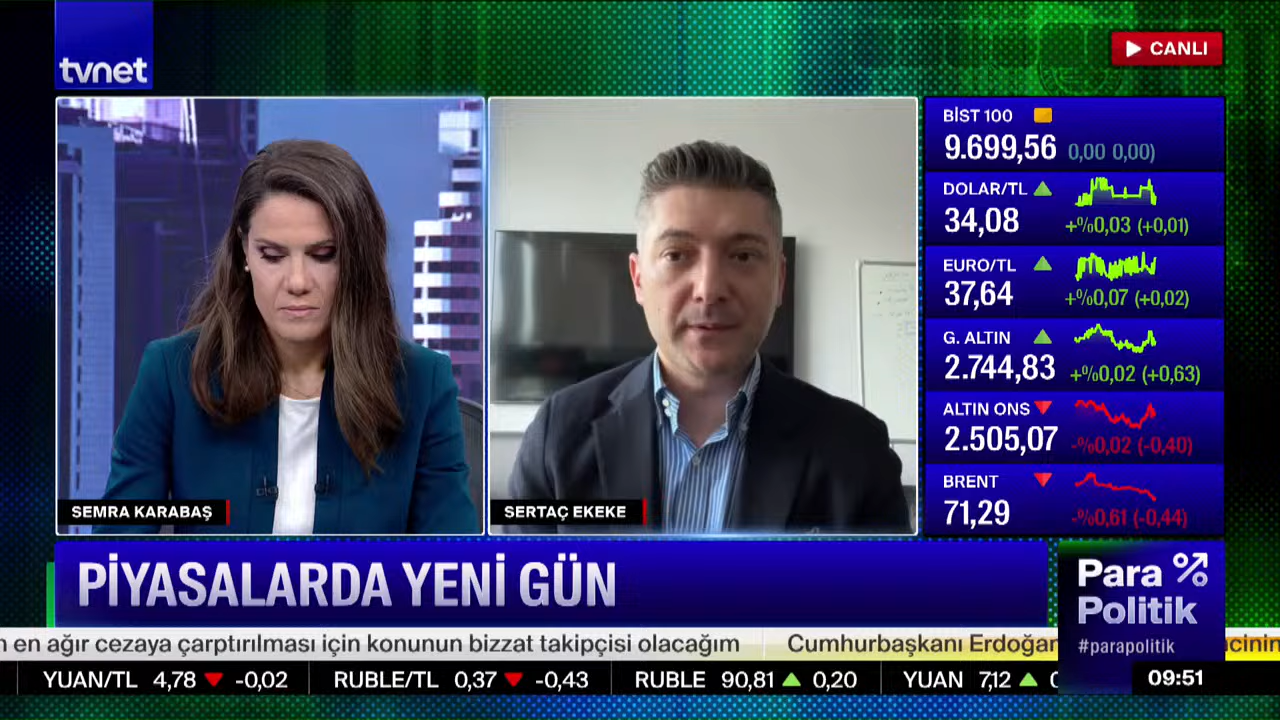 tvnet
CANLI
BİST 100
9.699,56 0,00 0,00)
DOLAR/TL
34,08 +%0,03 (+0,01)
EURO/TL
37,64 +%0,07 (+0,02)
G. ALTIN
2.744,83 +%0,02 (+0,63)
ALTIN ONS
2.505,07 -%0,02 (-0,40)
BRENT
71,29 -%0,61 (-0,44)
SEMRA KARABAŞ
SERTAÇ EKEKE
PİYASALARDA YENİ GÜN
Para
Politik
#parapolitik
en ağır cezaya çarptırılması için konunun bizzat takipçisi olacağım Cumhurbaşkanı Erdoğan
YUAN/TL 4,78 -0,02 RUBLE/TL 0,37 -0,43 RUBLE 90,81 0,20 YUAN 7,12
09:51